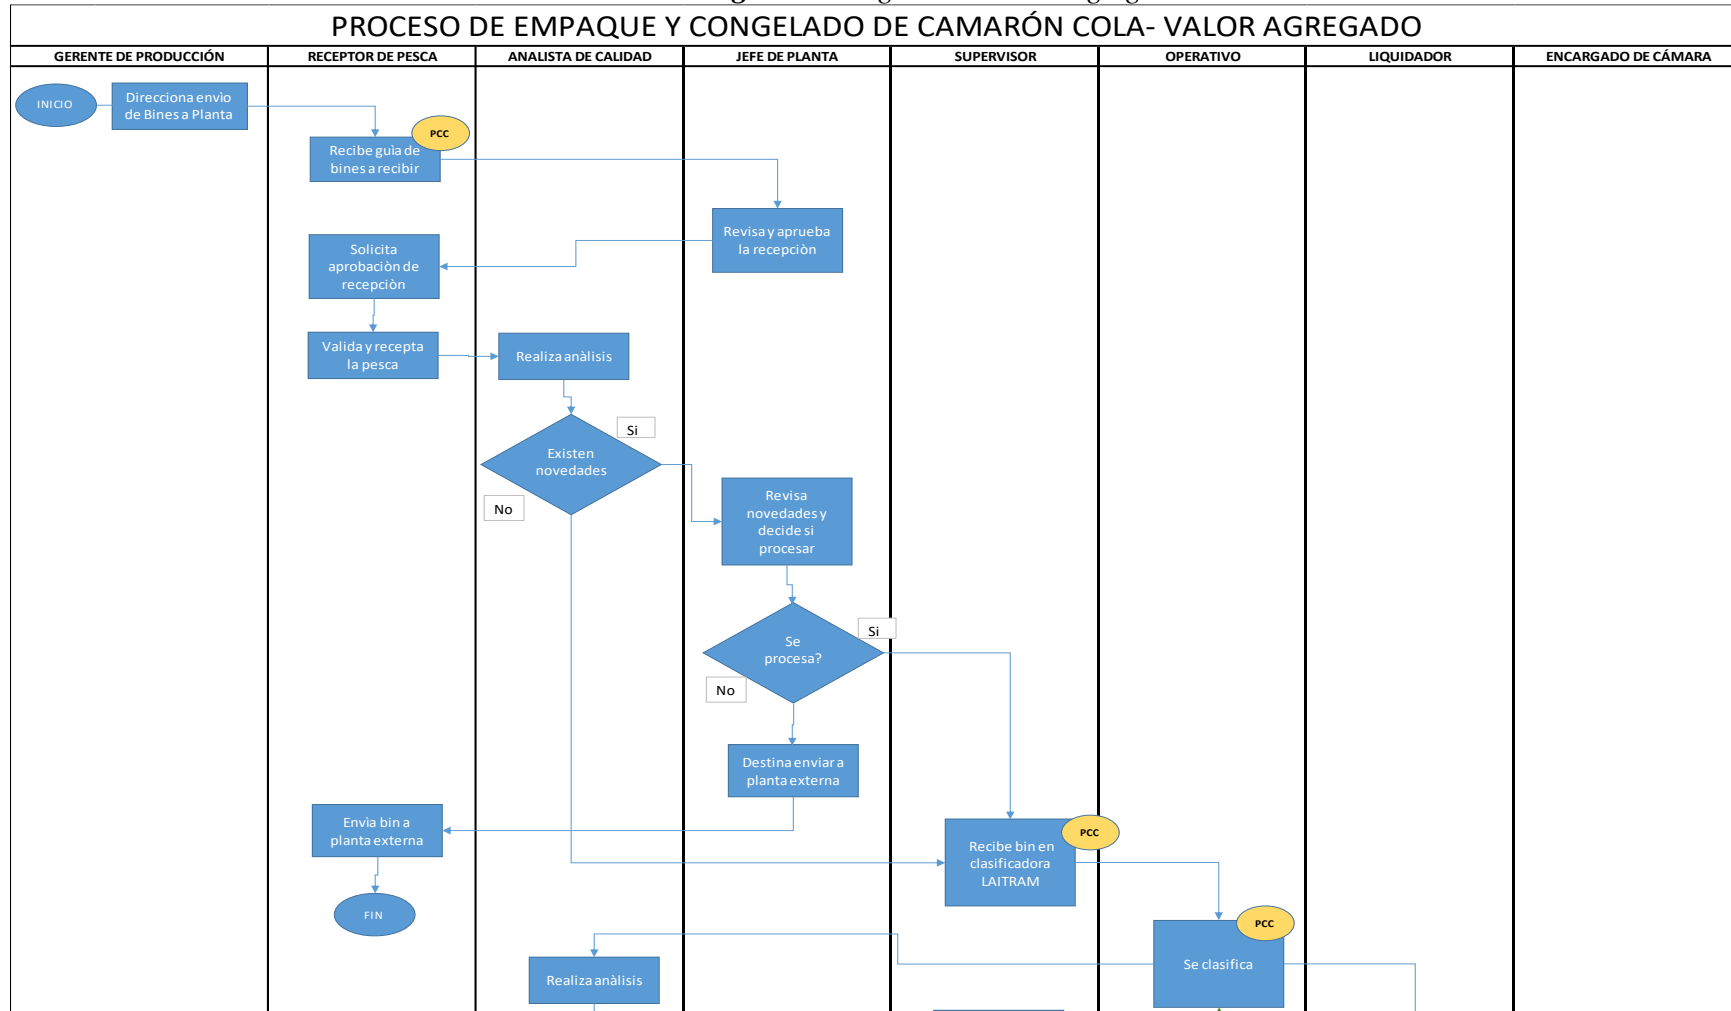 PROCESO DE EMPAQUE Y CONGELADO DE CAMARÓN COLA- VALOR AGREGADO
GERENTE DE PRODUCCIÓN
RECEPTOR DE PESCA
ANALISTA DE CALIDAD
JEFE DE PLANTA
SUPERVISOR
OPERATIVO
LIQUIDADOR
ENCARGADO DE CÁMARA
INICIO
Direcciona envìo
de Bines a Planta
PCC
Recibe guìa de
bines a recibir
Revisa y aprueba
la recepciòn
Solicita
aprobaciòn de
recepciòn
Valida y recepta
la pesca
Realiza anàlisis
Si
Existen
novedades
No
Revisa
novedades y
decide si
procesar
Si
Se
procesa?
No
Destina enviar a
planta externa
Envìa bin a
planta externa
PCC
Recibe bin en
clasificadora
LAITRAM
FIN
PCC
Se clasifica
Realiza anàlisis